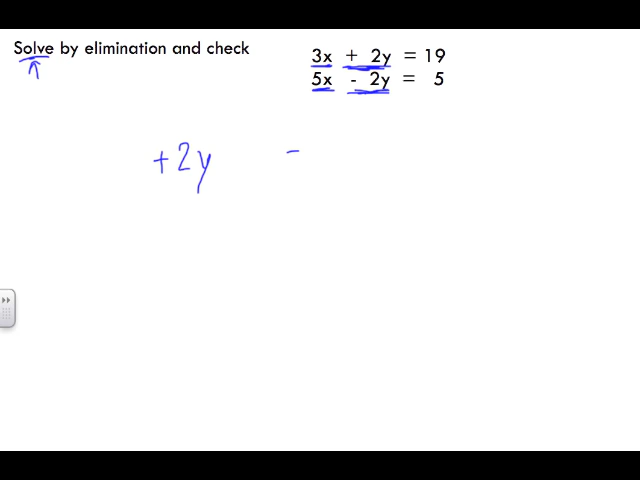 Solve by elimination and check
3x + 2y = 19
5x - 2y = 5
+2y -